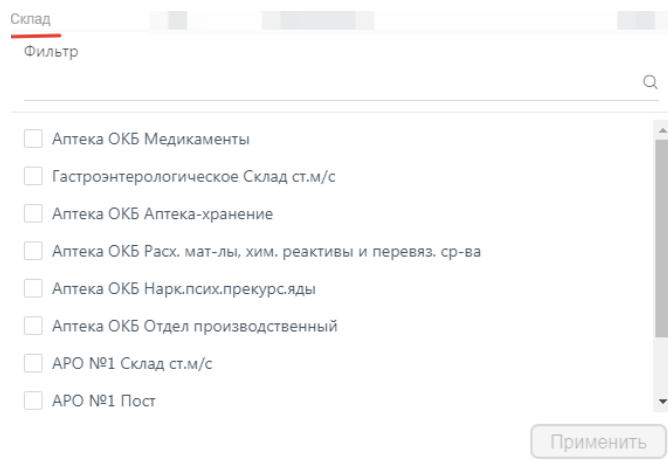 Склад
Фильтр
Аптека ОКБ Медикаменты
Гастроэнтерологическое Склад ст.м/с
Аптека ОКБ Аптека-хранение
Аптека ОКБ Расх. мат-лы, хим. реактивы и перевяз. ср-ва
Аптека ОКБ Нарк.псих.прекурс.яды
Аптека ОКБ Отдел производственный
АРО №1 Склад ст.м/с
АРО №1 Пост
Применить